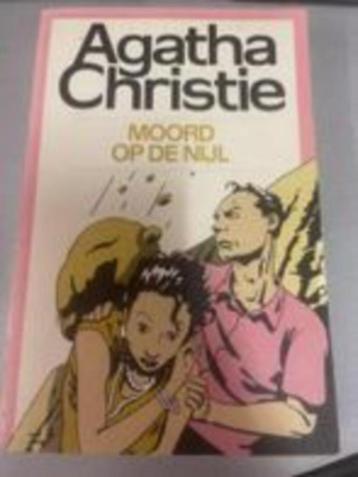 Agatha
Christie
MOORD
OP DE NIJL